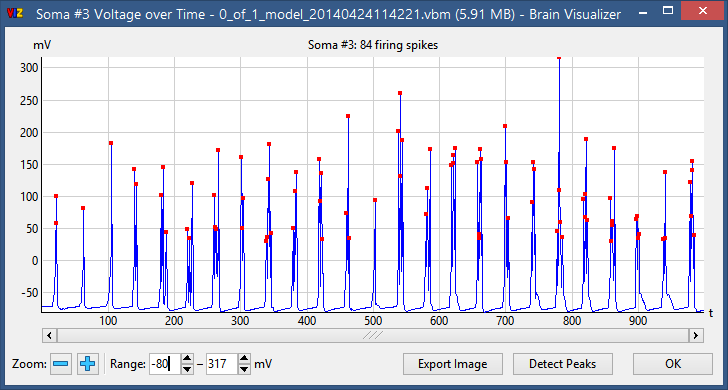 VIZ Soma #3 Voltage over Time - 0_of_1_model_20140424114221.vbm (5.91 MB) - Brain Visualizer
mV Soma #3: 84 firing spikes
300
250
200
150
100
50
0
-50
100 200 300 400 500 600 700 800 900 t
Zoom: Range: -80 – 317 mV Export Image Detect Peaks OK